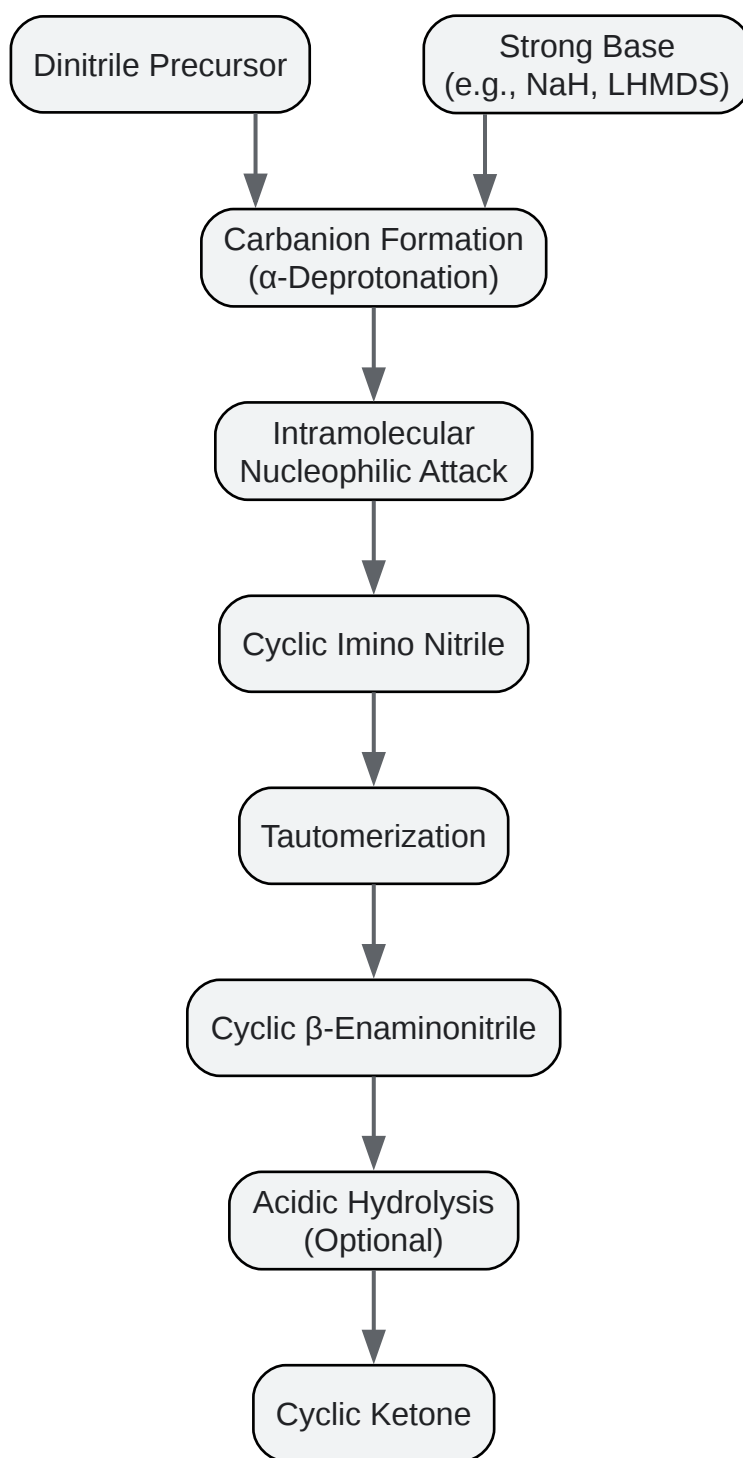 Dinitrile Precursor
Strong Base
(e.g., NaH, LHMDS)
Carbanion Formation
(α-Deprotonation)
Intramolecular
Nucleophilic Attack
Cyclic Imino Nitrile
Tautomerization
Cyclic β-Enaminonitrile
Acidic Hydrolysis
(Optional)
Cyclic Ketone